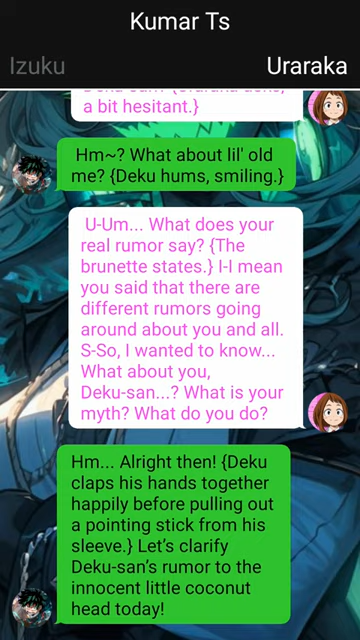 Kumar Ts
Izuku
Uraraka
a bit hesitant.}
Hm~? What about lil' old
me? {Deku hums, smiling.}
U-Um... What does your
real rumor say? {The
brunette states.} I-I mean
you said that there are
different rumors going
around about you and all.
S-So, I wanted to know...
What about you,
Deku-san...? What is your
myth? What do you do?
Hm... Alright then! {Deku
claps his hands together
happily before pulling out
a pointing stick from his
sleeve.} Let's clarify
Deku-san's rumor to the
innocent little coconut
head today!